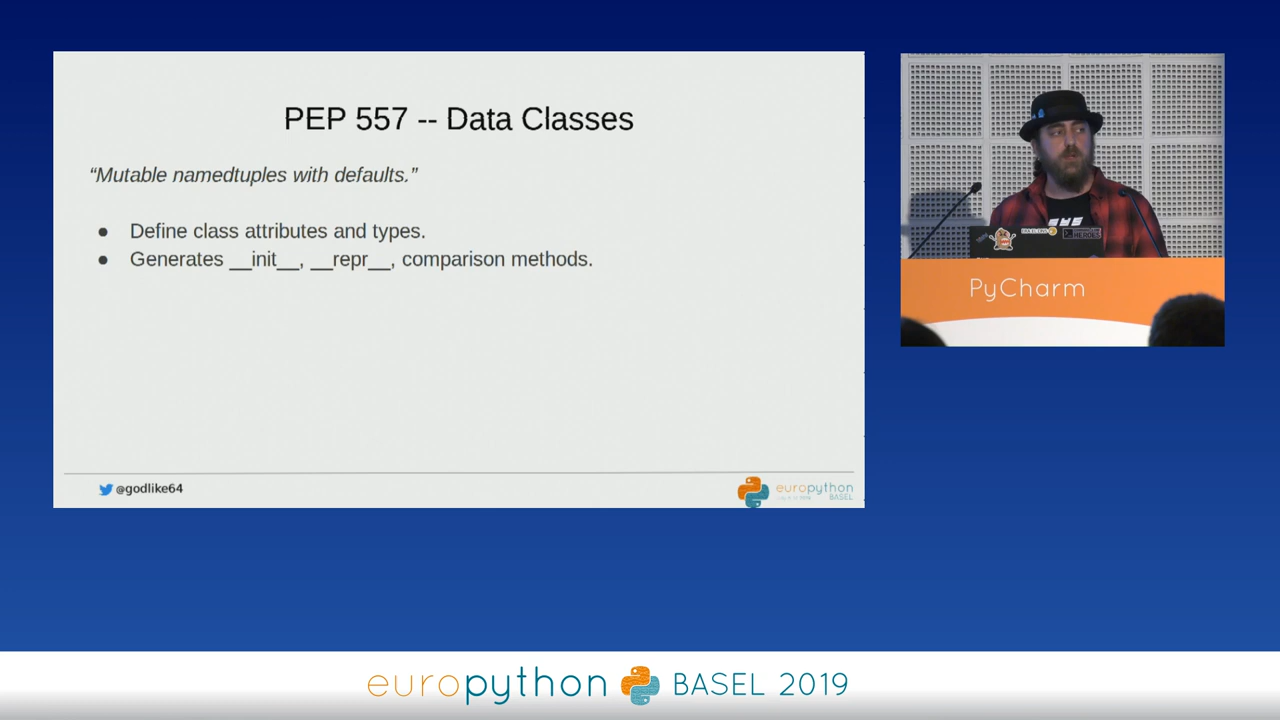 PEP 557 -- Data Classes
“Mutable namedtuples with defaults.”
● Define class attributes and types.
● Generates __init__, __repr__, comparison methods.
@godlike64
europython
BASEL
PyCharm
HEROES
europython BASEL 2019